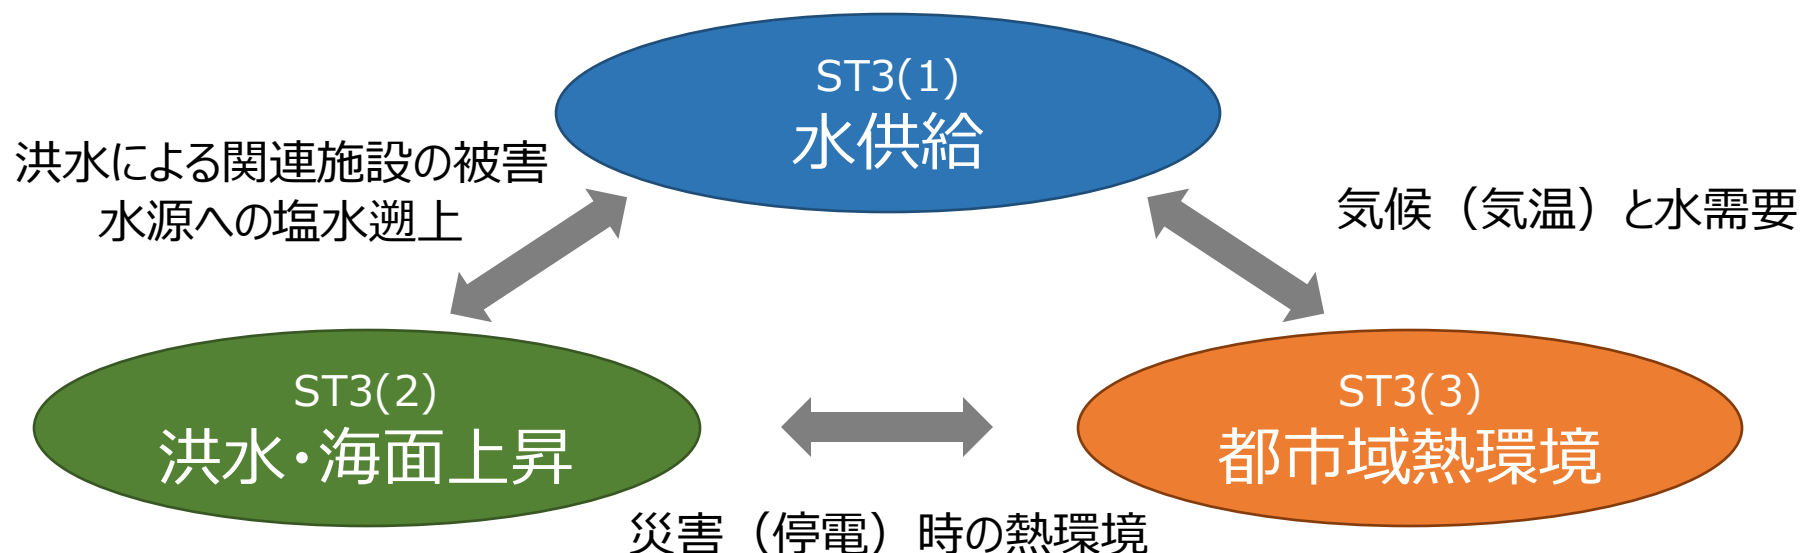 ST3(1)
水供給
洪水による関連施設の被害
水源への塩水遡上
気候（気温）と水需要
ST3(2)
洪水・海面上昇
ST3(3)
都市域熱環境
災害（停電）時の熱環境